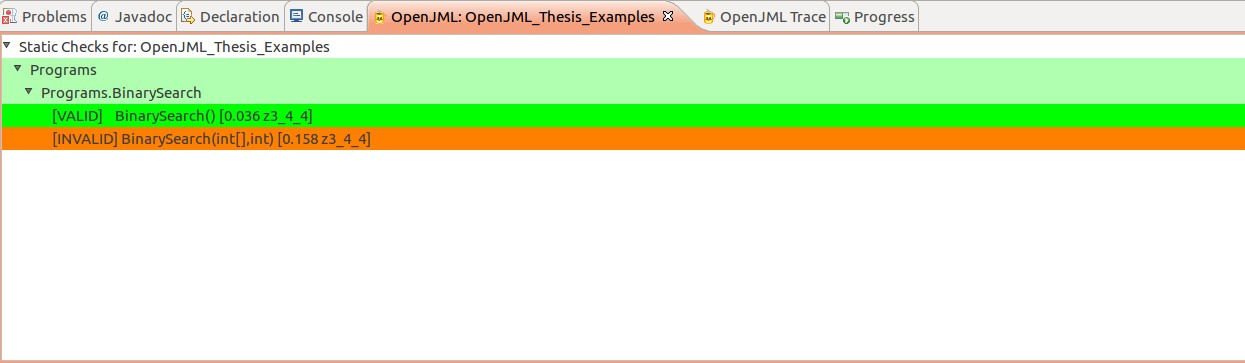 Problems @ Javadoc Declaration Console OpenJML: OpenJML_Thesis_Examples OpenJML Trace Progress
Static Checks for: OpenJML_Thesis_Examples
Programs
Programs.BinarySearch
[VALID] BinarySearch() [0.036 z3_4_4]
[INVALID] BinarySearch(int[],int) [0.158 z3_4_4]